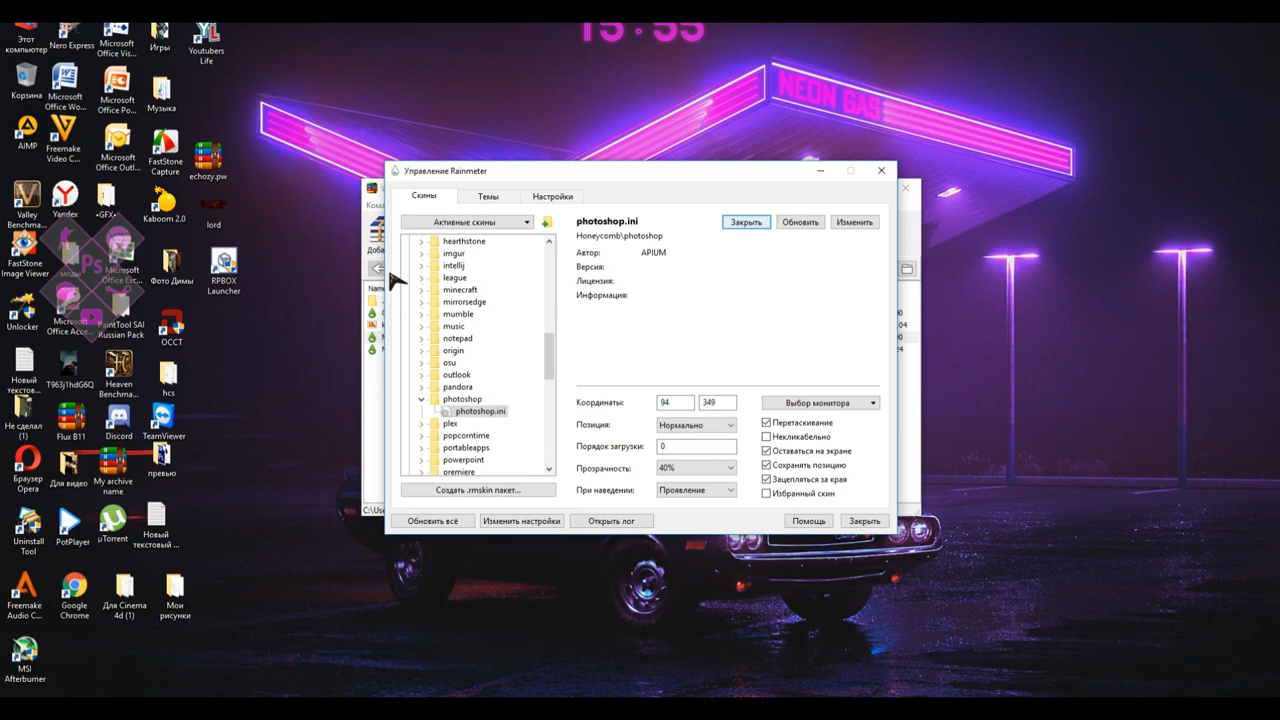 15:55
NEON GAS
Этот
компьютер
Nero Express
Microsoft
Office Vis...
Игры
Youtubers
Life
Корзина
Microsoft
Office Wo...
Microsoft
Office Po...
Музыка
AIMP
Freemake
Video C...
Microsoft
Office Outl...
FastStone
Capture
echozy.pw
Valley
Benchma...
Yandex
•GFX•
Kaboom 2.0
lord
FastStone
Image Viewer
Ps
Microsoft
Office Exc...
моды
Фото Димы
RPBOX
Launcher
Unlocker
Microsoft
Office Acce...
PaintTool SAI
Russian Pack
OCCT
Новый
текстовс...
T963j1hdG6Q
Heaven
Benchma...
hcs
Не сделал
(1)
Flux B11
Discord
TeamViewer
Браузер
Opera
Для видео
My archive
name
превью
Uninstall
Tool
PotPlayer
µTorrent
Новый
текстовый ...
Freemake
Audio C...
Google
Chrome
Для Cinema
4d (1)
Мои
рисунки
MSI
Afterburner
Кома
Доба
Name
C:\Use
Управление Rainmeter
Скины
Темы
Настройки
Активные скины
hearthstone
imgur
intellij
league
minecraft
mirrorsedge
mumble
music
notepad
origin
osu
outlook
pandora
photoshop
photoshop.ini
plex
popcorntime
portableapps
powerpoint
premiere
Создать .rmskin пакет...
photoshop.ini
Закрыть
Обновить
Изменить
Honeycomb\photoshop
Автор: APIUM
Версия:
Лицензия:
Информация:
Координаты: 94 349
Выбор монитора
Позиция: Нормально
Порядок загрузки: 0
Прозрачность: 40%
При наведении: Проявление
Перетаскивание
Некликабельно
Оставаться на экране
Сохранять позицию
Зацепляться за края
Избранный скин
Обновить всё
Изменить настройки
Открыть лог
Помощь
Закрыть